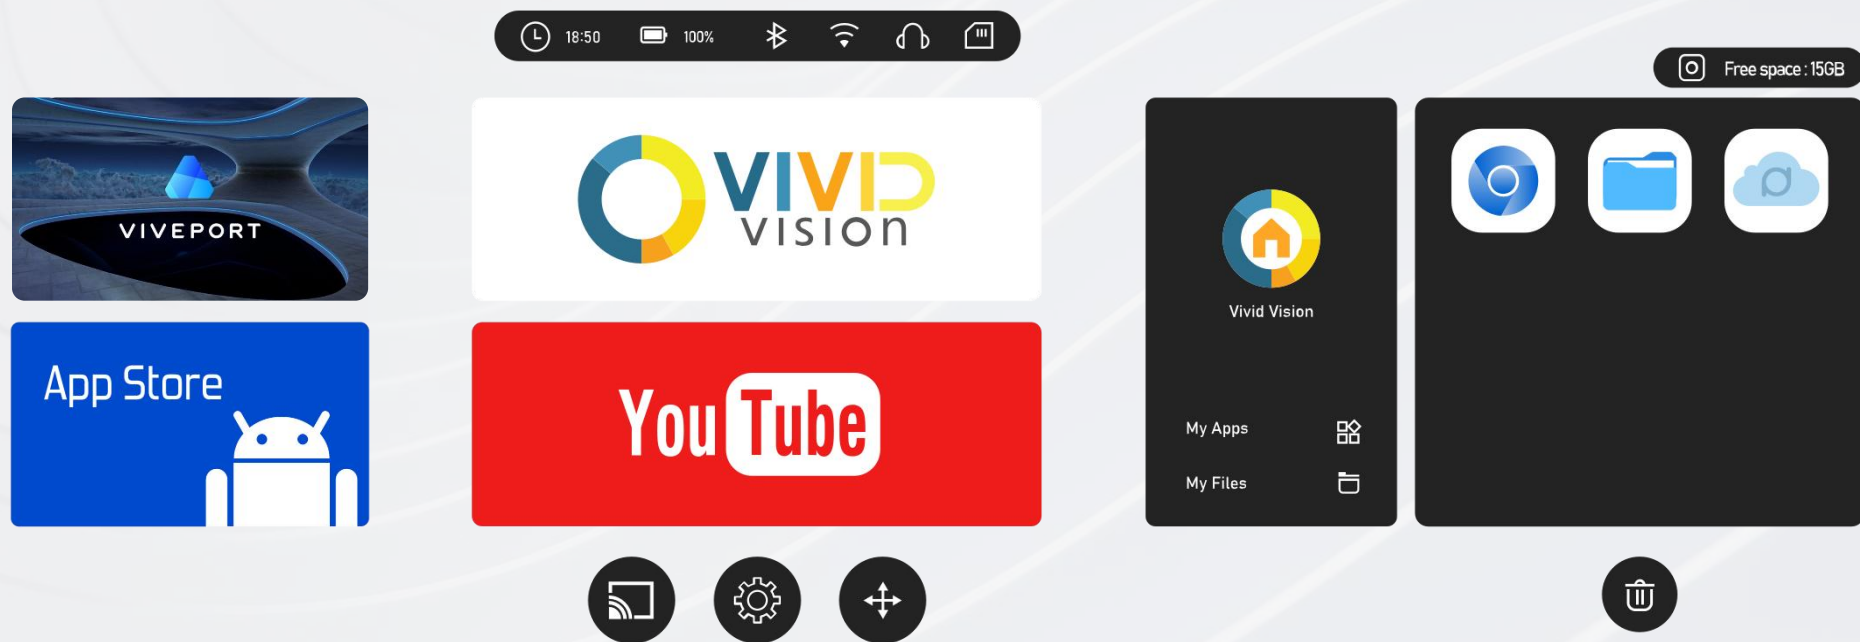 18:50
100%
Free space : 15GB
VIVEPORT
VIVID
vision
Vivid Vision
App Store
You Tube
My Apps
My Files